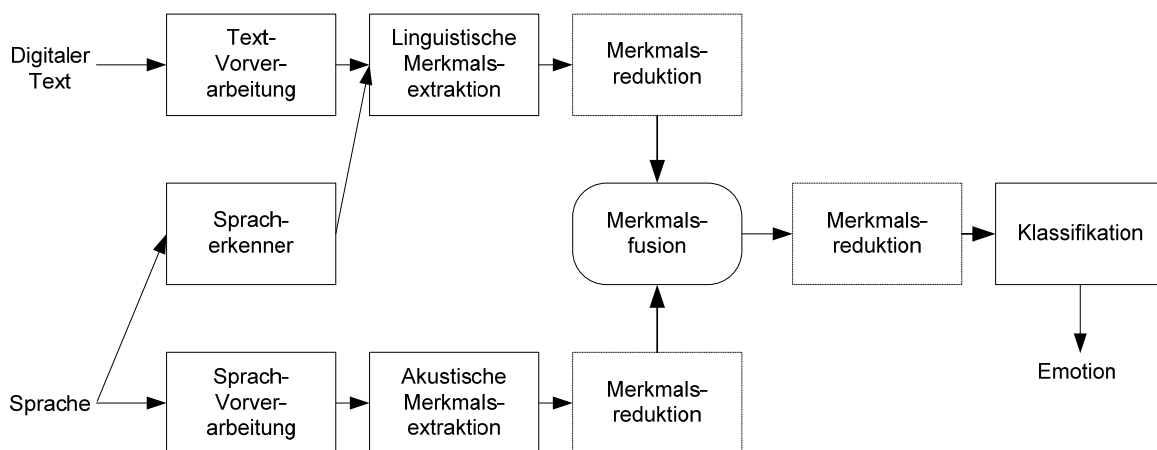 Digitaler
Text
Text-
Vorver-
arbeitung
Linguistische
Merkmals-
extraktion
Merkmals-
reduktion
Sprach-
erkenner
Merkmals-
fusion
Merkmals-
reduktion
Klassifikation
Sprache
Sprach-
Vorver-
arbeitung
Akustische
Merkmals-
extraktion
Merkmals-
reduktion
Emotion